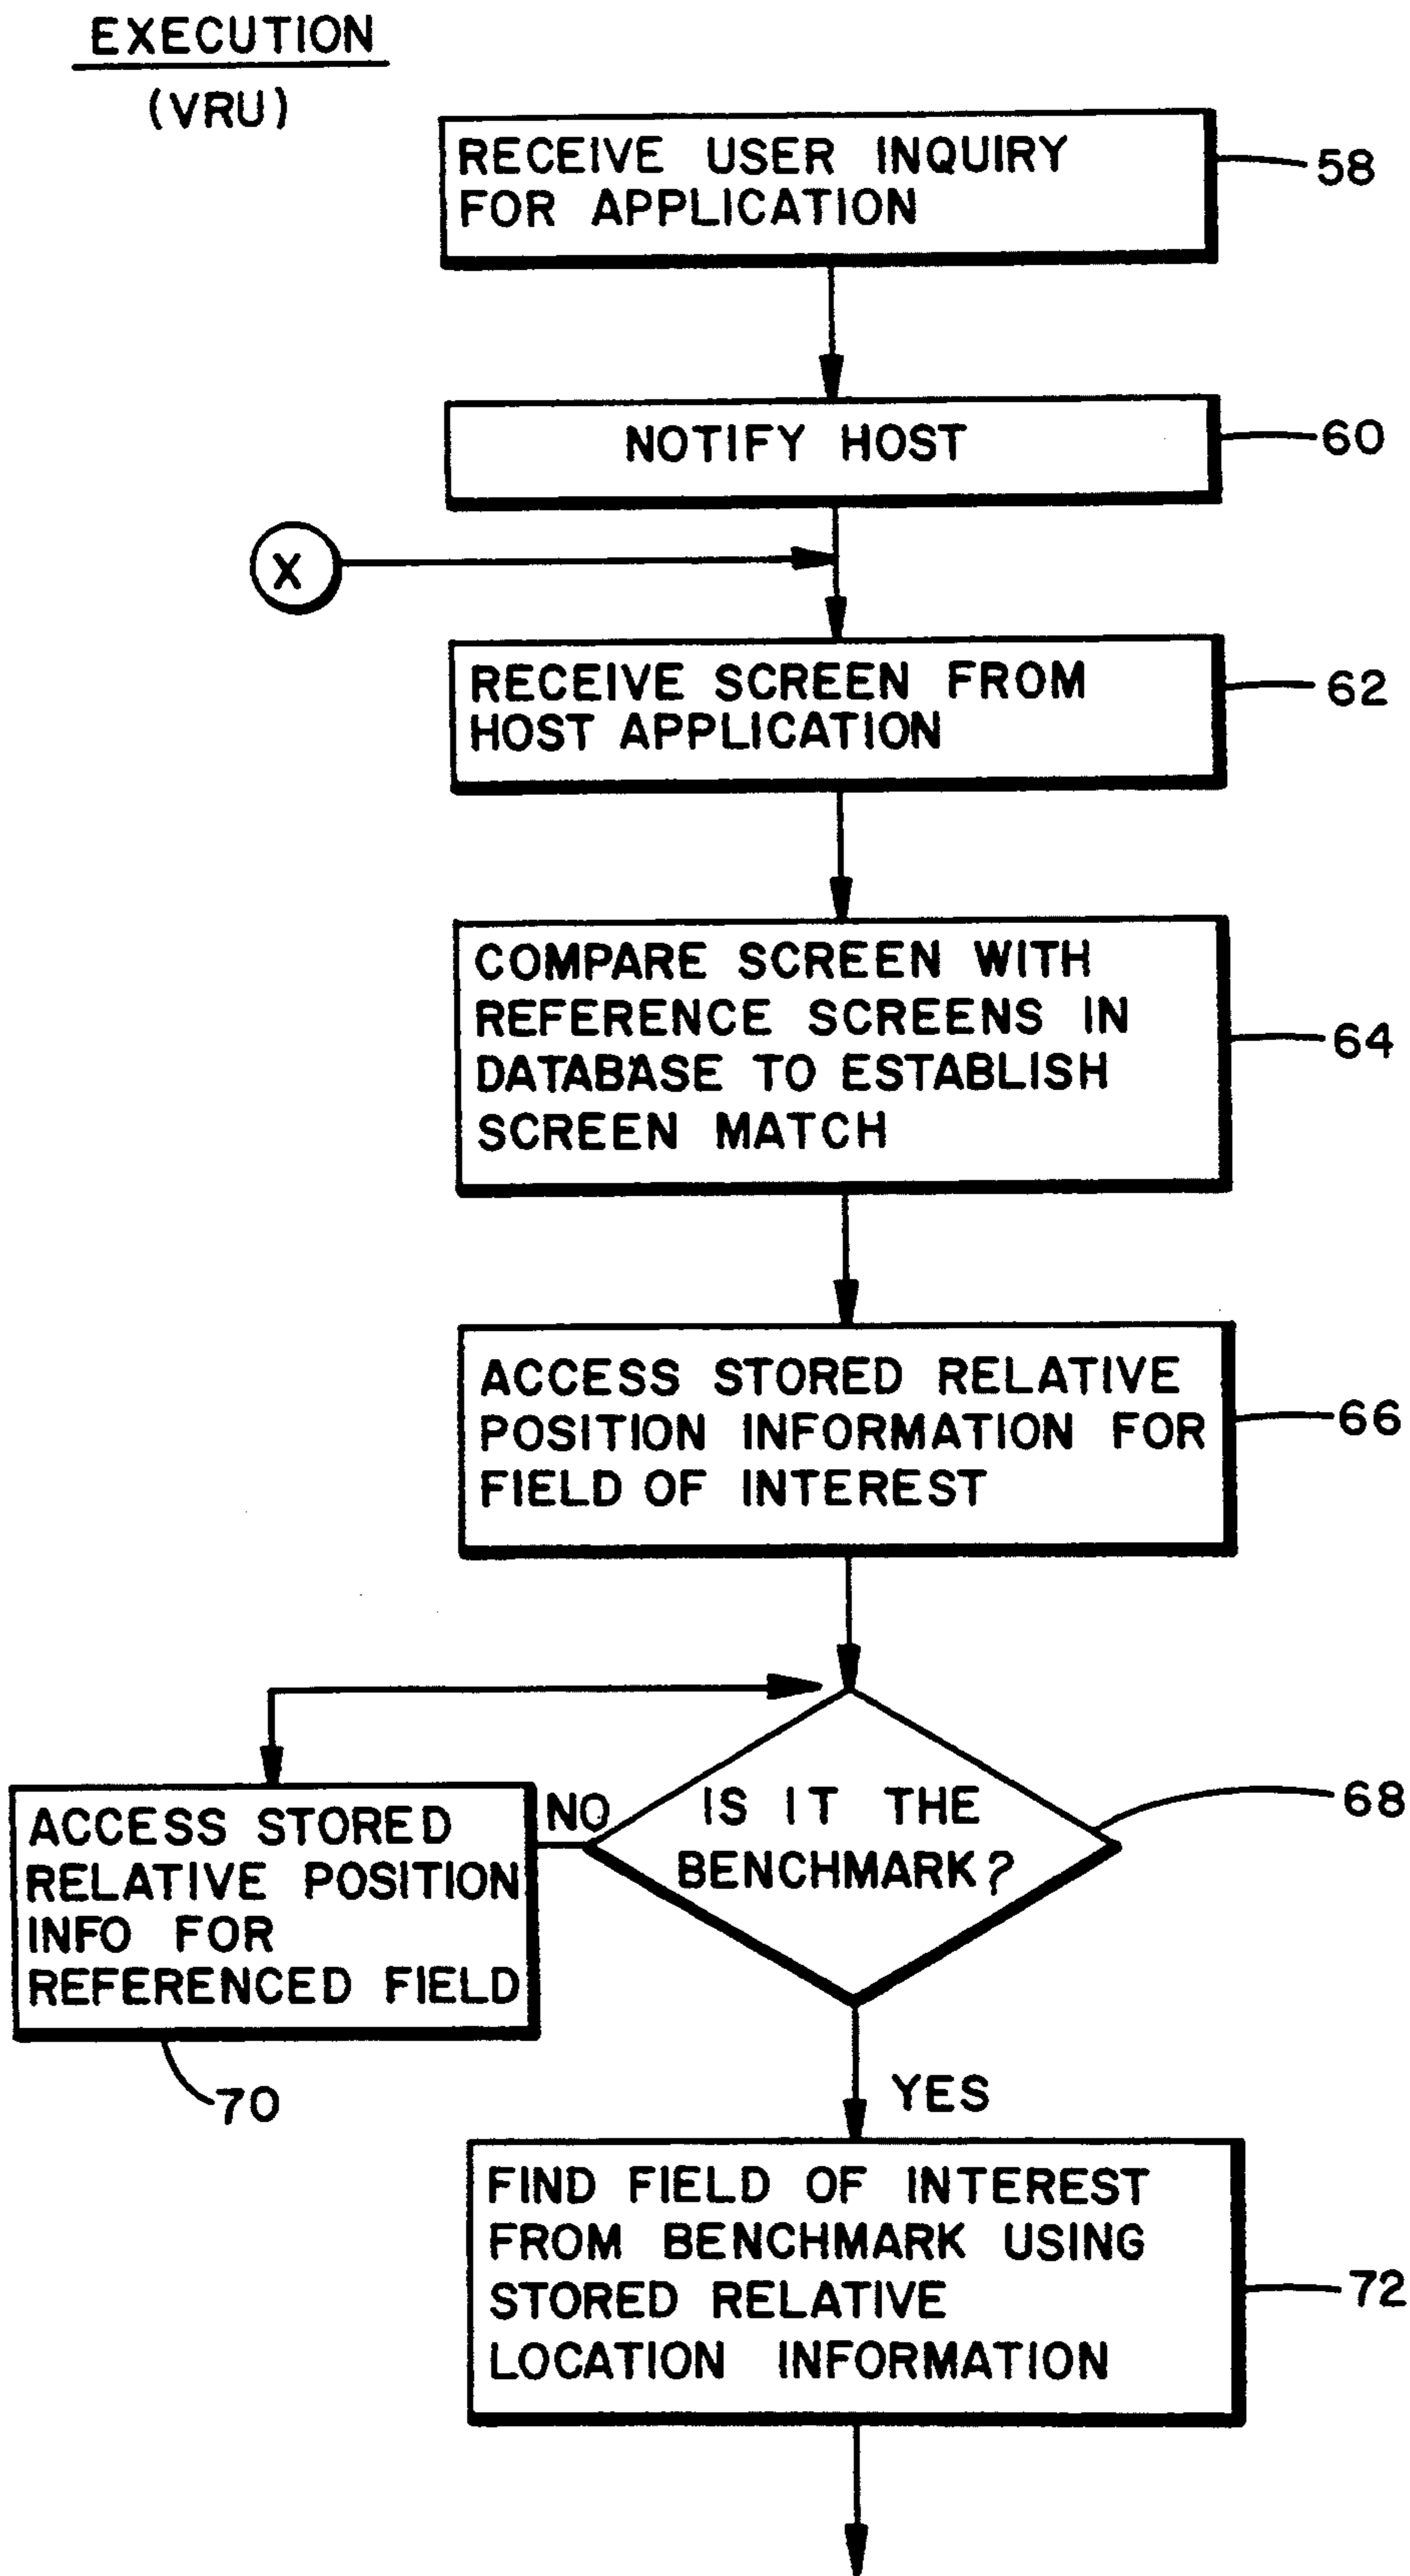 EXECUTION
(VRU)
RECEIVE USER INQUIRY
FOR APPLICATION
58
NOTIFY HOST
60
X
RECEIVE SCREEN FROM
HOST APPLICATION
62
COMPARE SCREEN WITH
REFERENCE SCREENS IN
DATABASE TO ESTABLISH
SCREEN MATCH
64
ACCESS STORED RELATIVE
POSITION INFORMATION FOR
FIELD OF INTEREST
66
IS IT THE
BENCHMARK?
68
NO
ACCESS STORED
RELATIVE POSITION
INFO FOR
REFERENCED FIELD
70
YES
FIND FIELD OF INTEREST
FROM BENCHMARK USING
STORED RELATIVE
LOCATION INFORMATION
72